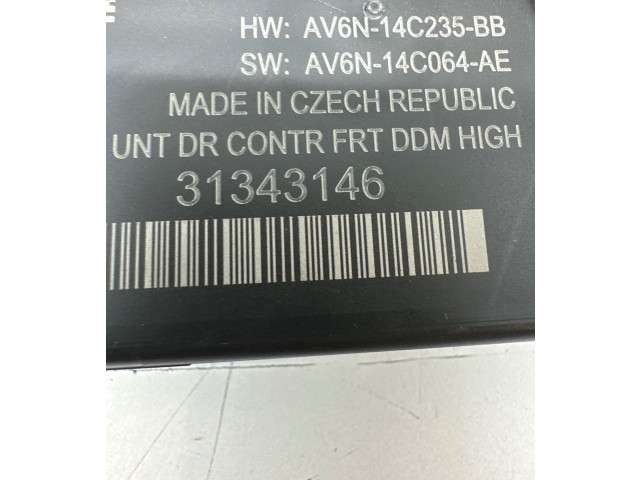 HW: AV6N-14C235-BB
SW: AV6N-14C064-AE
MADE IN CZECH REPUBLIC
UNT DR CONTR FRT DDM HIGH
31343146